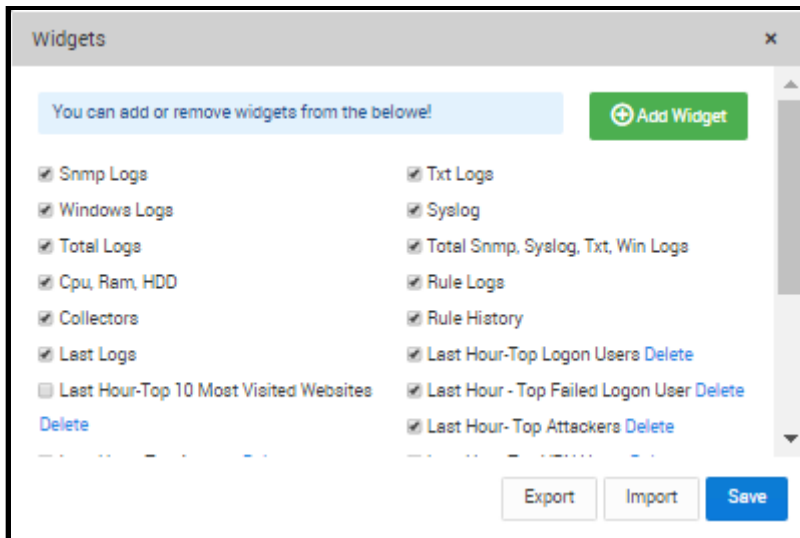 Widgets
×
You can add or remove widgets from the belowe!
Add Widget
Snmp Logs
Txt Logs
Windows Logs
Syslog
Total Logs
Total Snmp, Syslog, Txt, Win Logs
Cpu, Ram, HDD
Rule Logs
Collectors
Rule History
Last Logs
Last Hour-Top Logon Users Delete
Last Hour-Top 10 Most Visited Websites
Delete
Last Hour - Top Failed Logon User Delete
Last Hour- Top Attackers Delete
Export
Import
Save